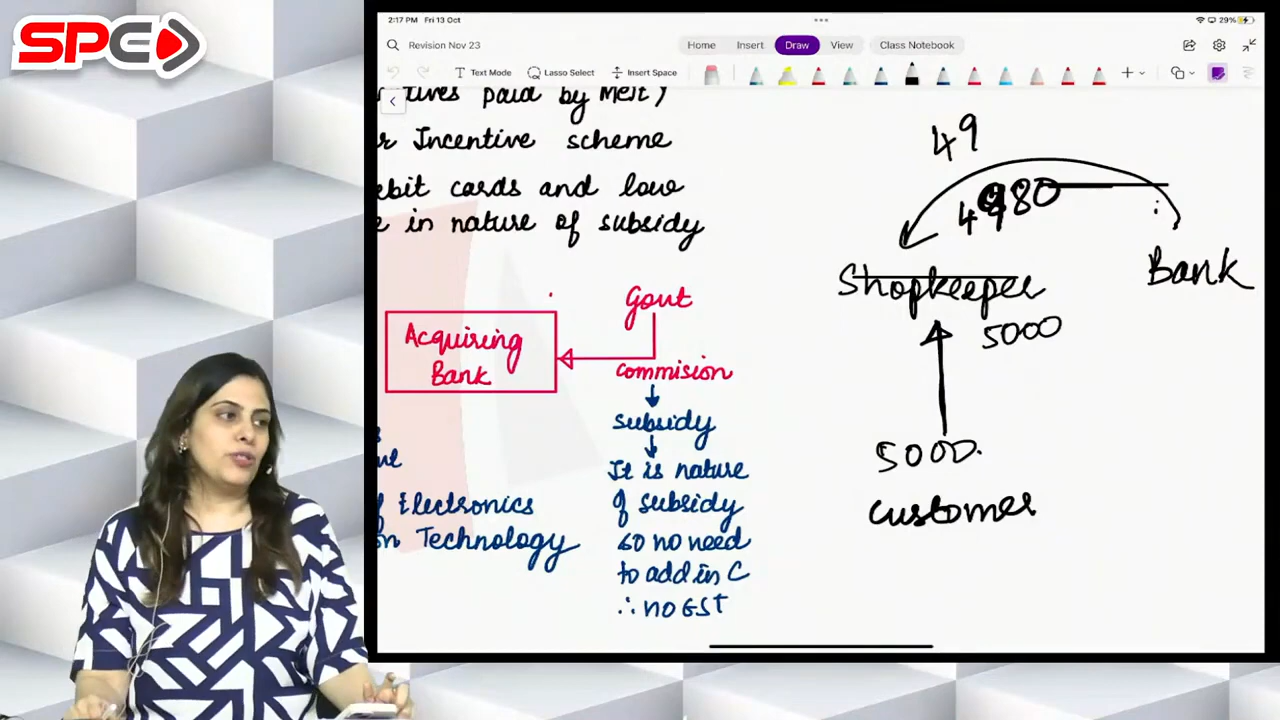 SPC
2:17 PM Fri 13 Oct
29%
Revision Nov 23
Home Insert Draw View Class Notebook
Text Mode Lasso Select Insert Space
tives paid by MeitY
r Incentive scheme
ebit cards and low
e in nature of subsidy
Govt
Acquiring
Bank
commision
subsidy
It is nature
of subsidy
so no need
to add in C
∴ no GST
f Electronics
on Technology
49
4980
Shopkeeper
Bank
5000
5000
customer